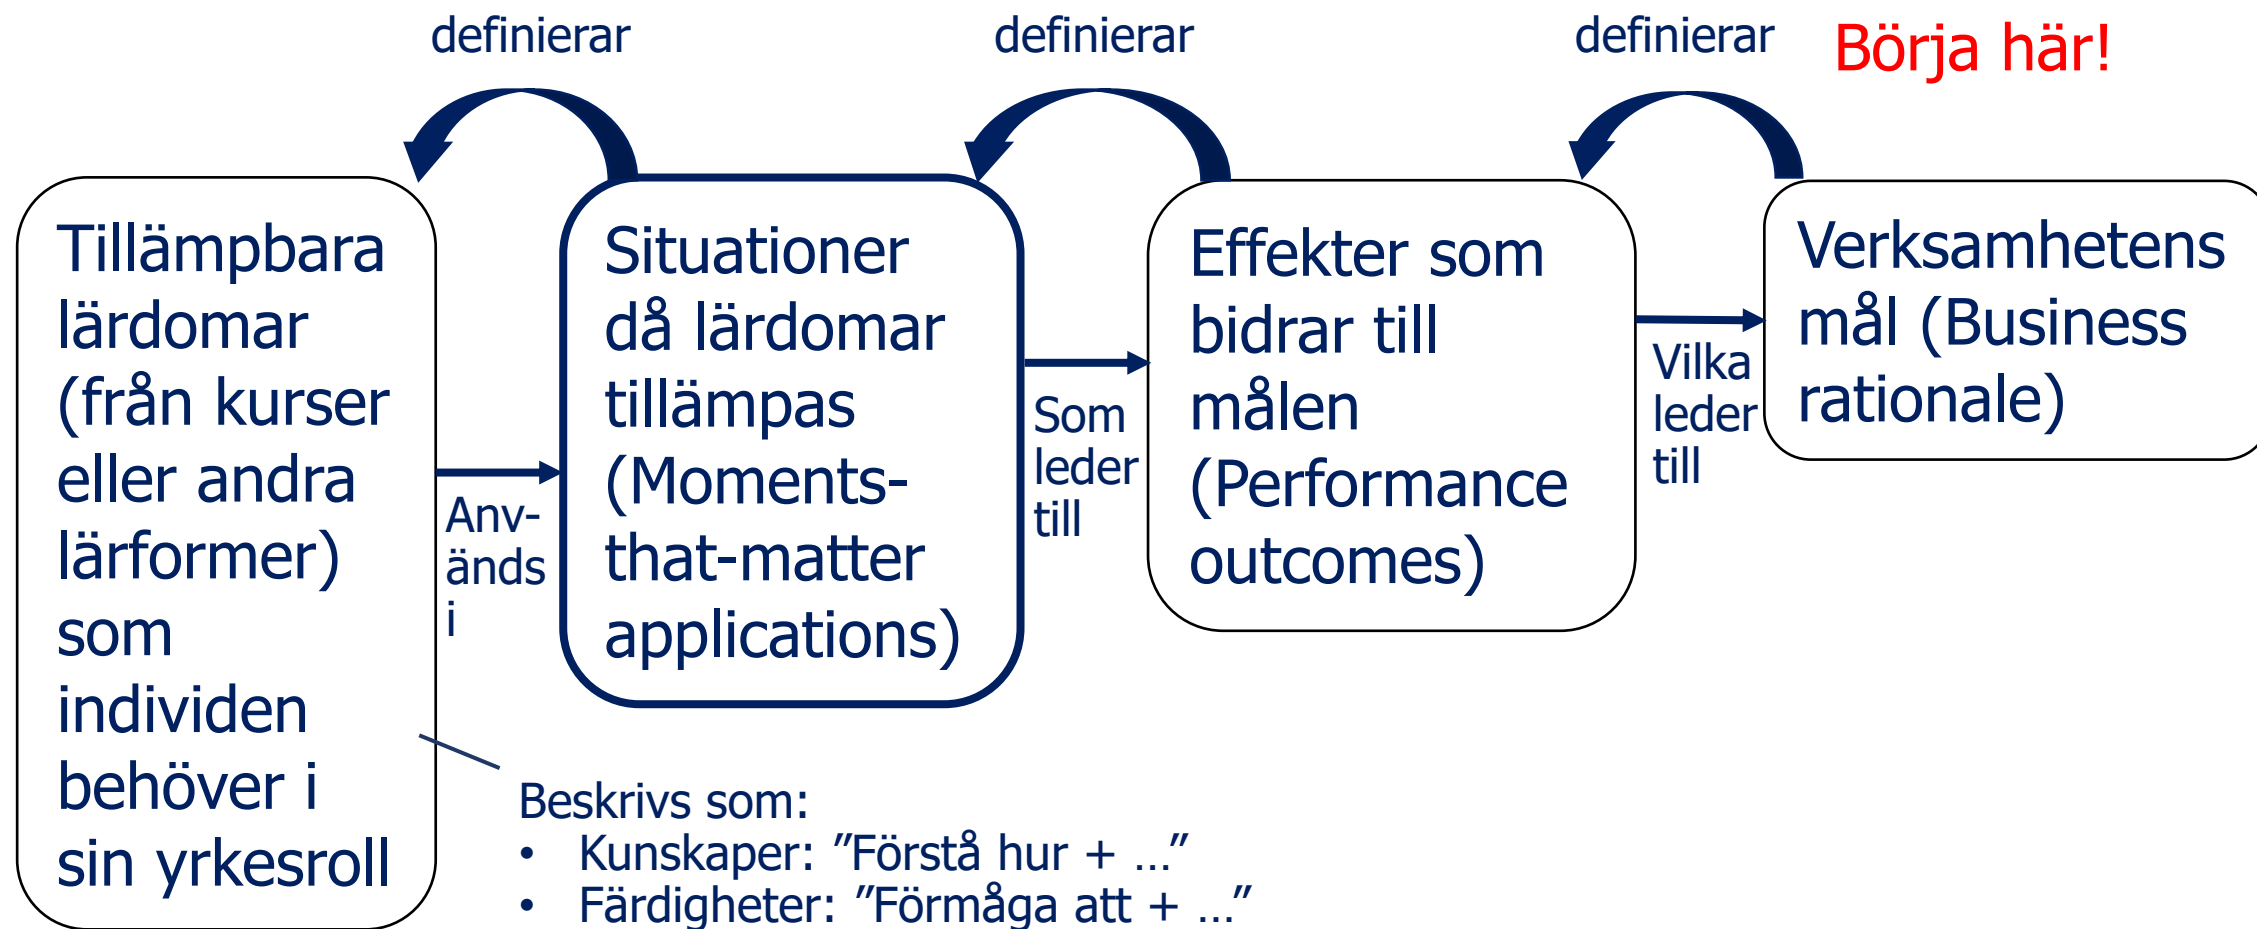 definierar
definierar
definierar
Börja här!
Tillämpbara
lärdomar
(från kurser
eller andra
lärformer)
som
individen
behöver i
sin yrkesroll
Anv-
änds
i
Situationer
då lärdomar
tillämpas
(Moments-
that-matter
applications)
Som
leder
till
Effekter som
bidrar till
målen
(Performance
outcomes)
Vilka
leder
till
Verksamhetens
mål (Business
rationale)
Beskrivs som:
• Kunskaper: ”Förstå hur + …”
• Färdigheter: ”Förmåga att + …”